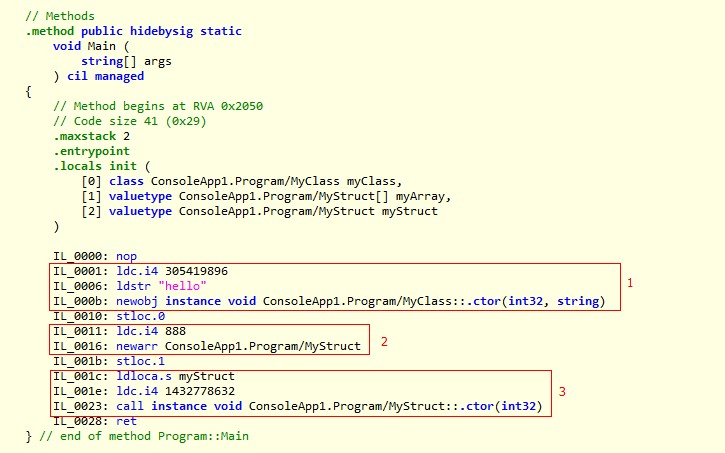 // Methods
.method public hidebysig static
void Main (
string[] args
) cil managed
{
// Method begins at RVA 0x2050
// Code size 41 (0x29)
.maxstack 2
.entrypoint
.locals init (
[0] class ConsoleApp1.Program/MyClass myClass,
[1] valuetype ConsoleApp1.Program/MyStruct[] myArray,
[2] valuetype ConsoleApp1.Program/MyStruct myStruct
)
IL_0000: nop
IL_0001: ldc.i4 305419896
IL_0006: ldstr "hello"
IL_000b: newobj instance void ConsoleApp1.Program/MyClass::.ctor(int32, string)
1
IL_0010: stloc.0
IL_0011: ldc.i4 888
IL_0016: newarr ConsoleApp1.Program/MyStruct
2
IL_001b: stloc.1
IL_001c: ldloca.s myStruct
IL_001e: ldc.i4 1432778632
IL_0023: call instance void ConsoleApp1.Program/MyStruct::.ctor(int32)
3
IL_0028: ret
} // end of method Program::Main